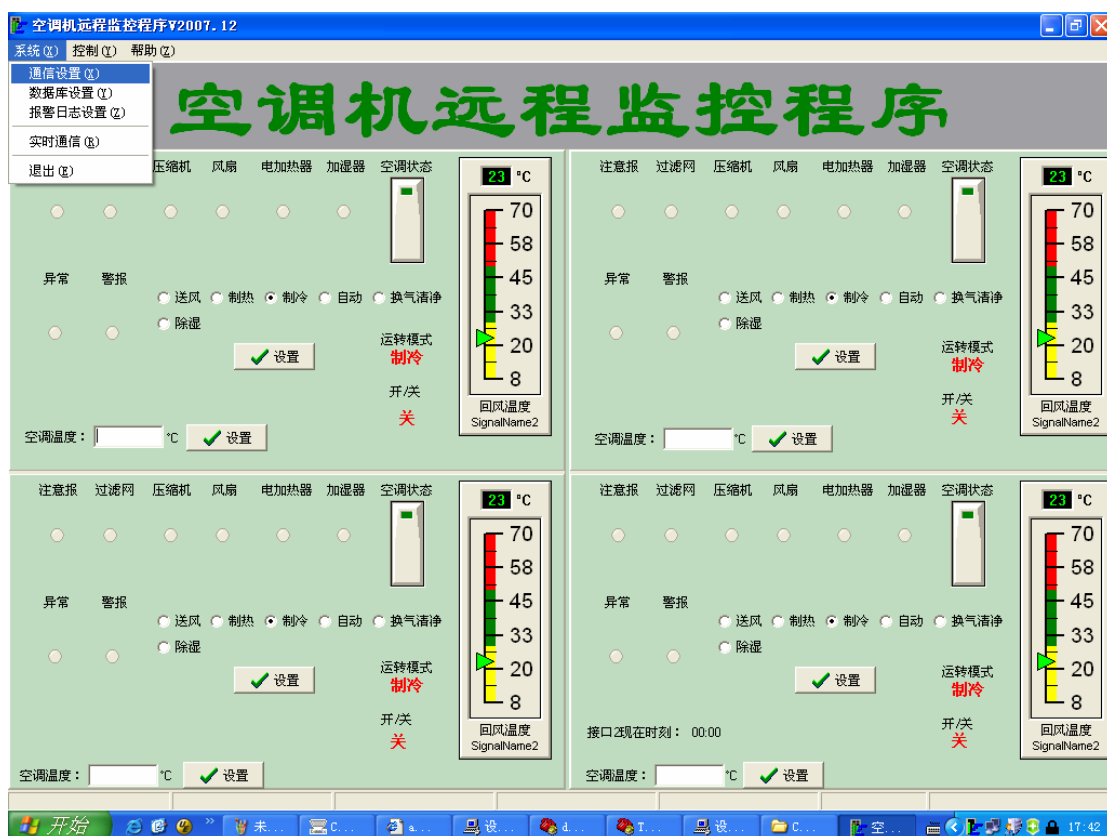 空调机远程监控程序V2007.12
系统(X) 控制(Y) 帮助(Z)
通信设置(X)
数据库设置(Y)
报警日志设置(Z)
实时通信(R)
退出(E)
空调机远程监控程序
压缩机 风扇 电加热器 加湿器 空调状态
23 °C
70
58
45
33
20
8
异常 警报
送风 制热 制冷 自动 换气清净
除湿
设置
运转模式
制冷
开/关
关
回风温度
SignalName2
空调温度： °C 设置
注意报 过滤网 压缩机 风扇 电加热器 加湿器 空调状态
23 °C
70
58
45
33
20
8
异常 警报
送风 制热 制冷 自动 换气清净
除湿
设置
运转模式
制冷
开/关
关
回风温度
SignalName2
空调温度： °C 设置
注意报 过滤网 压缩机 风扇 电加热器 加湿器 空调状态
23 °C
70
58
45
33
20
8
异常 警报
送风 制热 制冷 自动 换气清净
除湿
设置
运转模式
制冷
开/关
关
回风温度
SignalName2
空调温度： °C 设置
注意报 过滤网 压缩机 风扇 电加热器 加湿器 空调状态
23 °C
70
58
45
33
20
8
异常 警报
送风 制热 制冷 自动 换气清净
除湿
设置
运转模式
制冷
接口2现在时刻： 00:00
开/关
关
回风温度
SignalName2
空调温度： °C 设置
开始 » 未... C... a... 设... d... T... 设... C... 空... 17:42